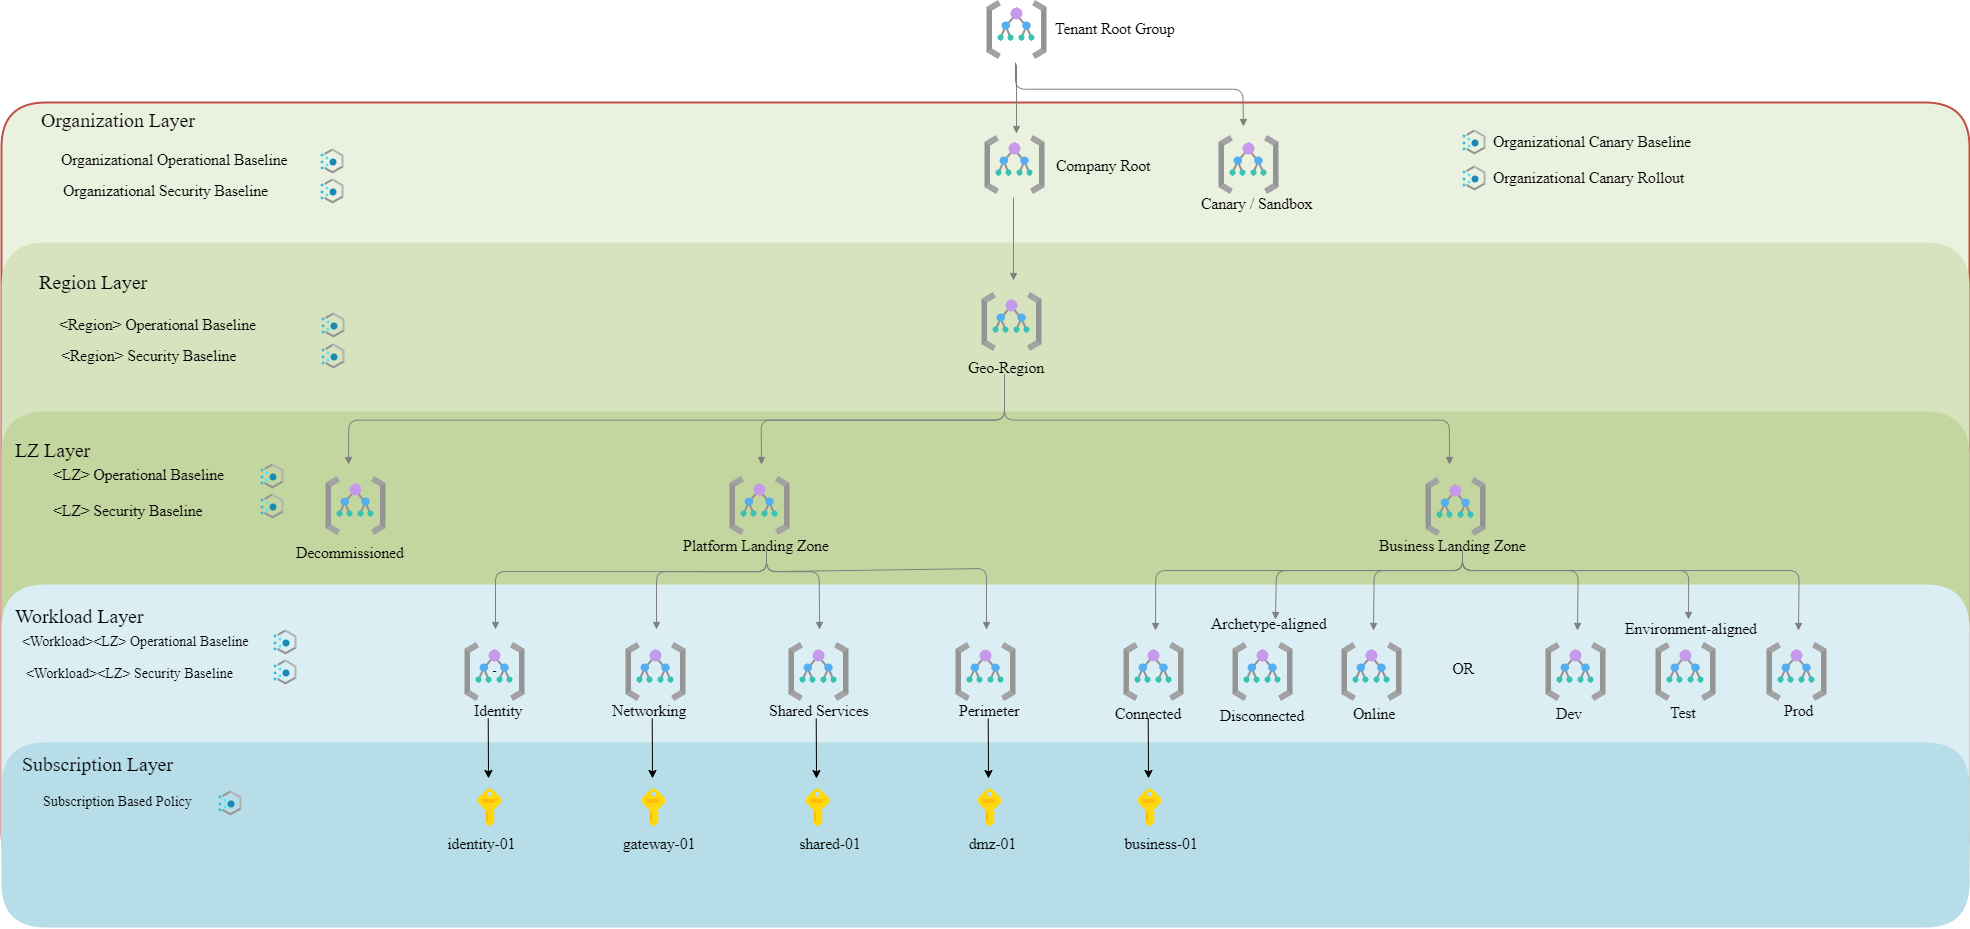 Tenant Root Group
Organization Layer
Organizational Operational Baseline
Organizational Security Baseline
Company Root
Canary / Sandbox
Organizational Canary Baseline
Organizational Canary Rollout
Region Layer
<Region> Operational Baseline
<Region> Security Baseline
Geo-Region
LZ Layer
<LZ> Operational Baseline
<LZ> Security Baseline
Decommissioned
Platform Landing Zone
Business Landing Zone
Workload Layer
<Workload><LZ> Operational Baseline
<Workload><LZ> Security Baseline
-
Identity
Networking
Shared Services
Perimeter
Archetype-aligned
Connected
Disconnected
Online
OR
Environment-aligned
Dev
Test
Prod
Subscription Layer
Subscription Based Policy
identity-01
gateway-01
shared-01
dmz-01
business-01